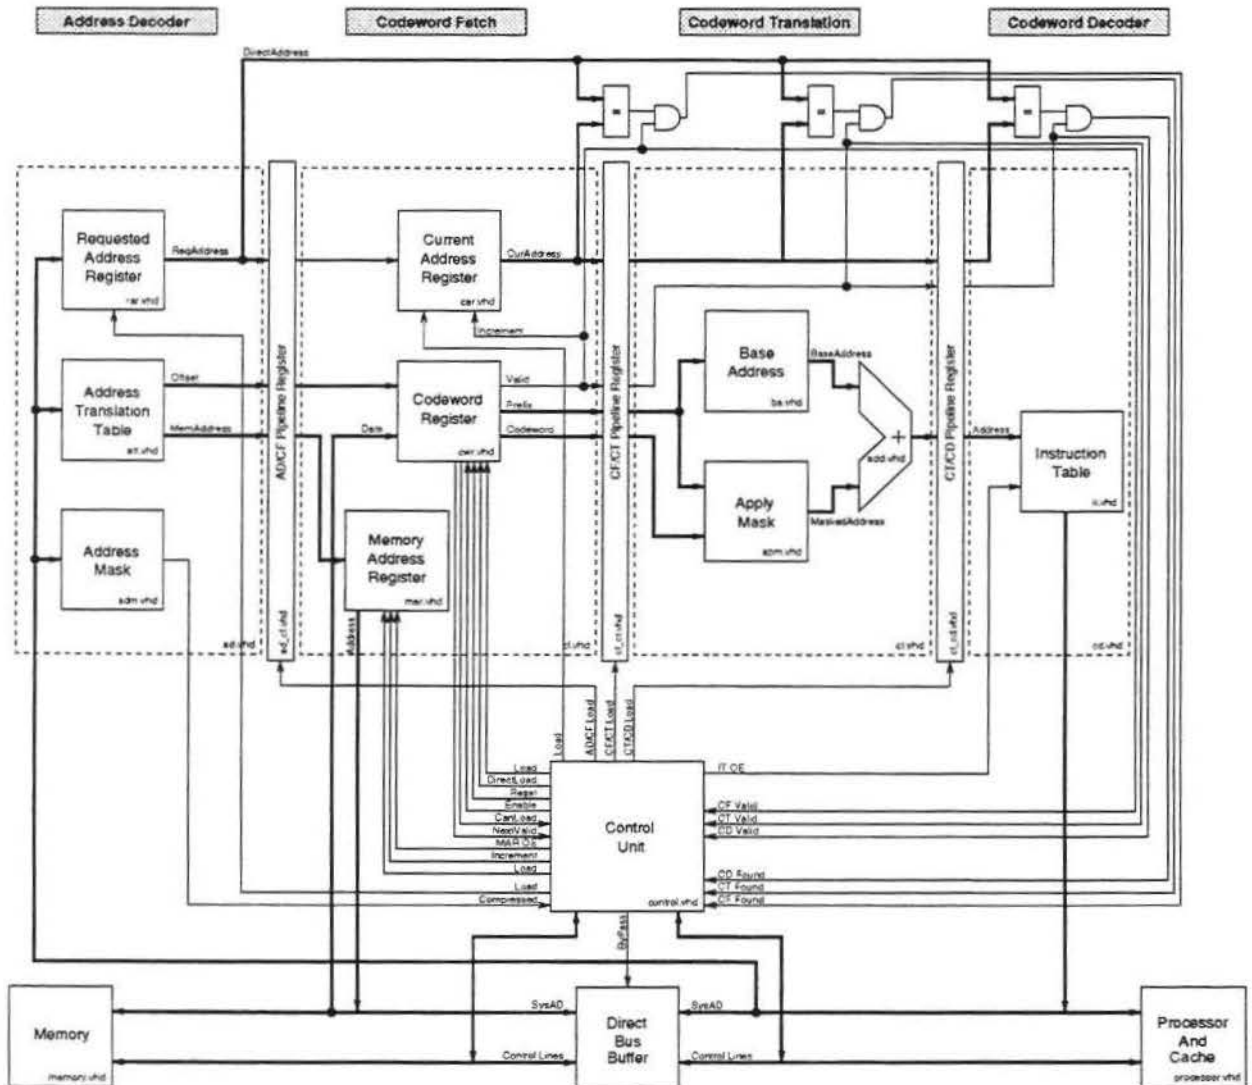 Address Decoder
Codeword Fetch
Codeword Translation
Codeword Decoder
DirectAddress
=
=
=
Requested
Address
Register
rar.vhd
ReqAddress
Current
Address
Register
car.vhd
CurAddress
Increment
Address
Translation
Table
att.vhd
Offset
MemAddress
AD/CF Pipeline Register
ad_cf.vhd
Data
Codeword
Register
cwr.vhd
Valid
Prefix
Codeword
CF/CT Pipeline Register
cf_ct.vhd
Base
Address
ba.vhd
BaseAddress
+
add.vhd
Apply
Mask
apm.vhd
MaskedAddress
CT/CD Pipeline Register
ct_cd.vhd
Address
Instruction
Table
it.vhd
Address
Mask
adm.vhd
Memory
Address
Register
mar.vhd
Address
ad.vhd
cf.vhd
ct.vhd
cd.vhd
Load
AD/CF Load
CF/CT Load
CT/CD Load
Load
DirectLoad
Reset
Enable
CanLoad
NextValid
MAR OE
Increment
Load
Load
Compressed
Control
Unit
control.vhd
IT OE
CF Valid
CT Valid
CD Valid
CD Found
CT Found
CF Found
ByPass
Memory
memory.vhd
SysAD
Control Lines
Direct
Bus
Buffer
SysAD
Control Lines
Processor
And
Cache
processor.vhd